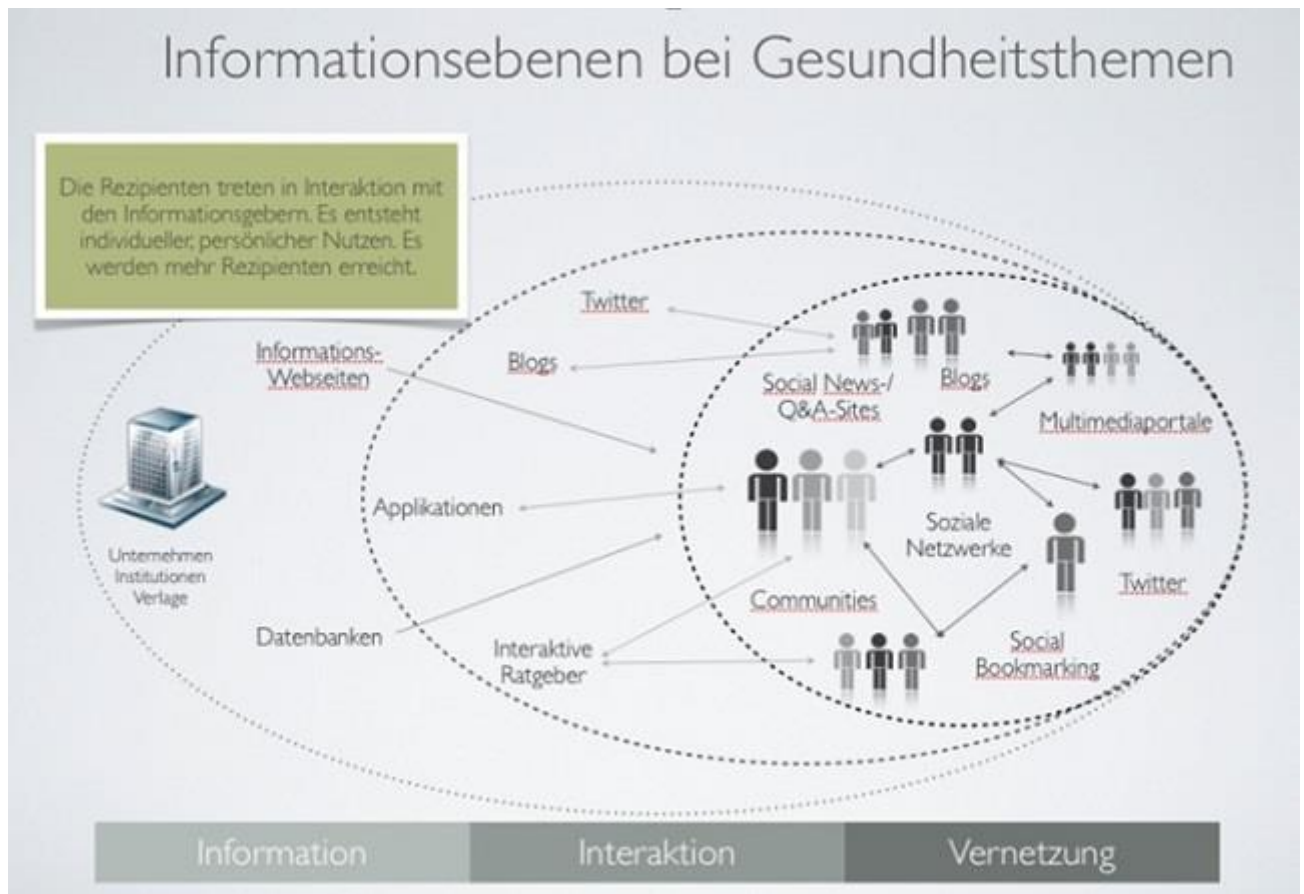 Informationsebenen bei Gesundheitsthemen
Die Rezipienten treten in Interaktion mit
den Informationsgebern. Es entsteht
individueller, persönlicher Nutzen. Es
werden mehr Rezipienten erreicht.
Twitter
Informations-
Webseiten
Blogs
Social News-/
Q&A-Sites
Blogs
Multimediaportale
Applikationen
Unternehmen
Institutionen
Verlage
Soziale
Netzwerke
Twitter
Communities
Datenbanken
Interaktive
Ratgeber
Social
Bookmarking
Information
Interaktion
Vernetzung